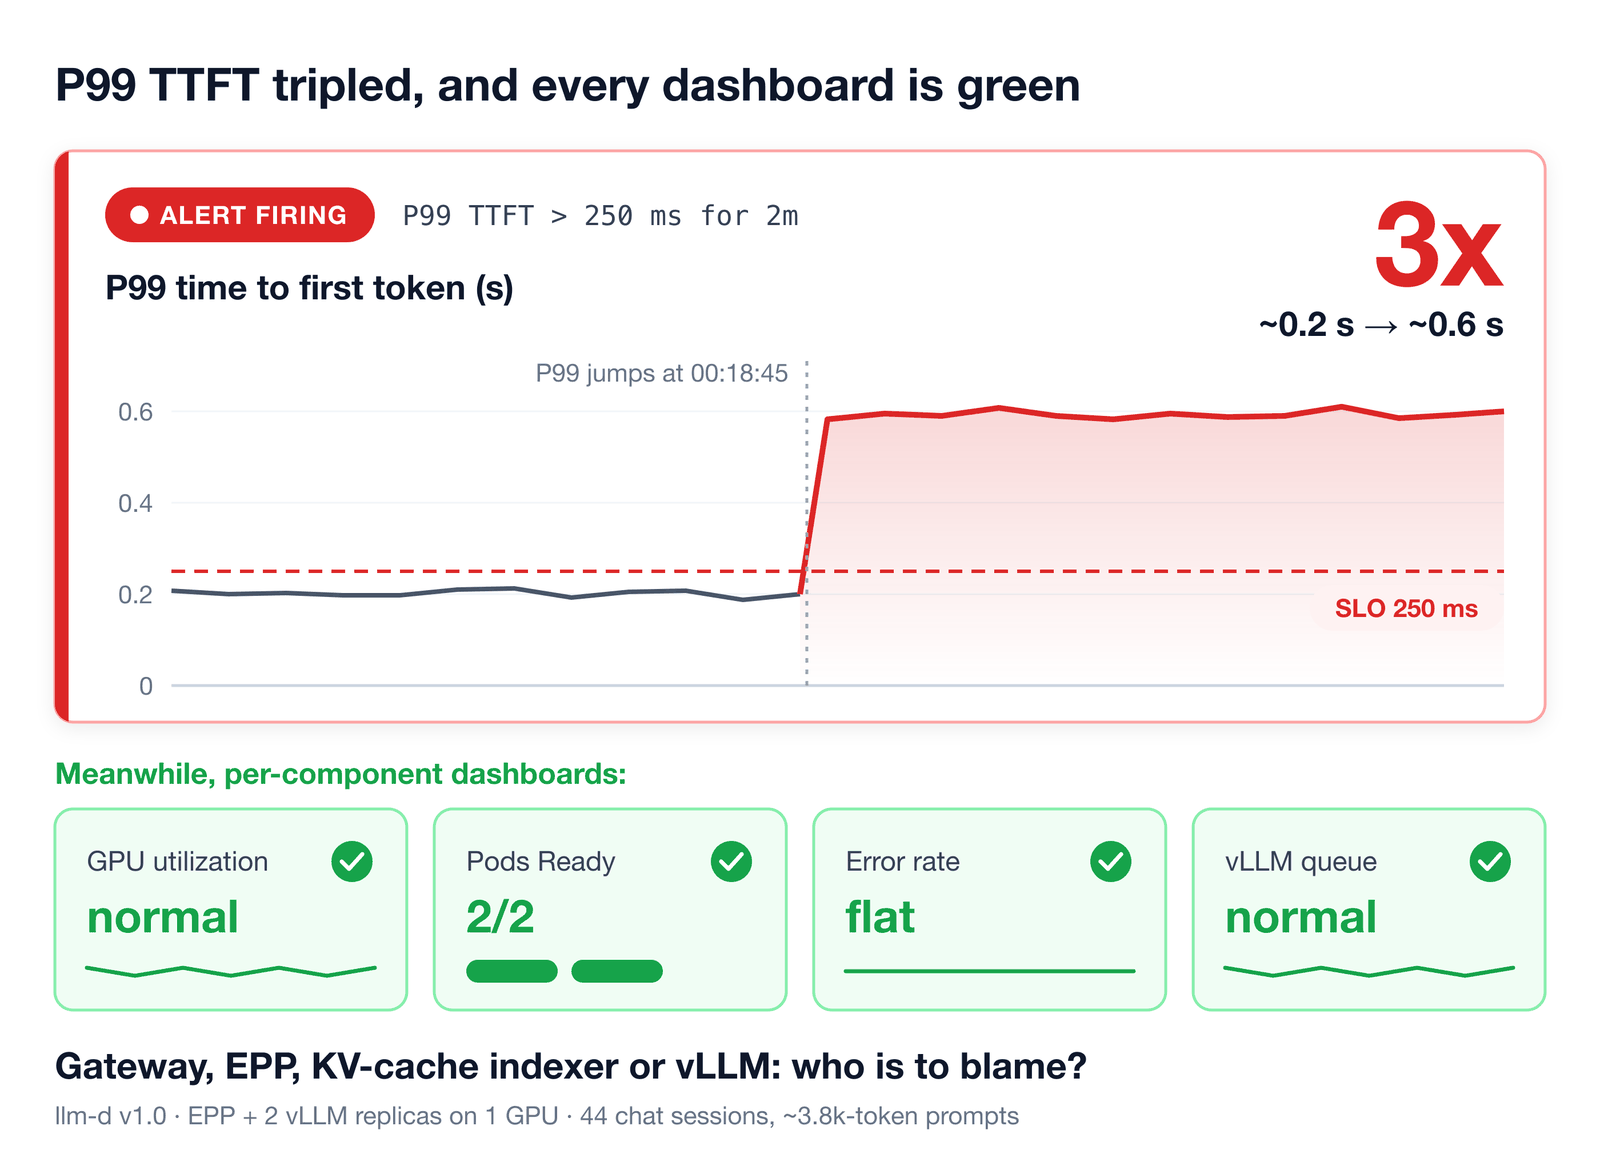 P99 TTFT tripled, and every dashboard is green
ALERT FIRING P99 TTFT > 250 ms for 2m
3x
P99 time to first token (s)
~0.2 s → ~0.6 s
P99 jumps at 00:18:45
0.6
0.4
0.2
SLO 250 ms
0
Meanwhile, per-component dashboards:
GPU utilization
normal
Pods Ready
2/2
Error rate
flat
vLLM queue
normal
Gateway, EPP, KV-cache indexer or vLLM: who is to blame?
llm-d v1.0 · EPP + 2 vLLM replicas on 1 GPU · 44 chat sessions, ~3.8k-token prompts